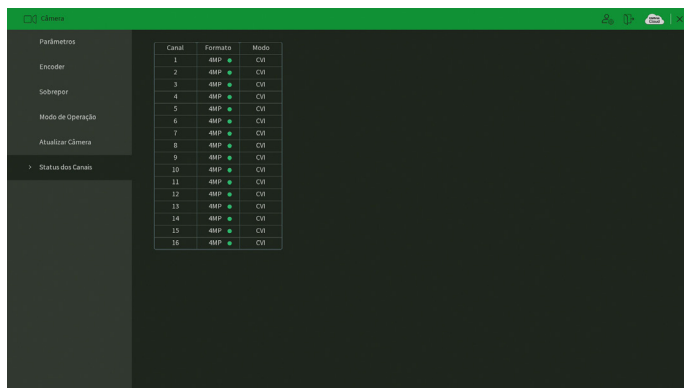 Câmera
Parâmetros
Encoder
Sobrepor
Modo de Operação
Atualizar Câmera
> Status dos Canais
Canal Formato Modo
1 4MP CVI
2 4MP CVI
3 4MP CVI
4 4MP CVI
5 4MP CVI
6 4MP CVI
7 4MP CVI
8 4MP CVI
9 4MP CVI
10 4MP CVI
11 4MP CVI
12 4MP CVI
13 4MP CVI
14 4MP CVI
15 4MP CVI
16 4MP CVI
Cloud